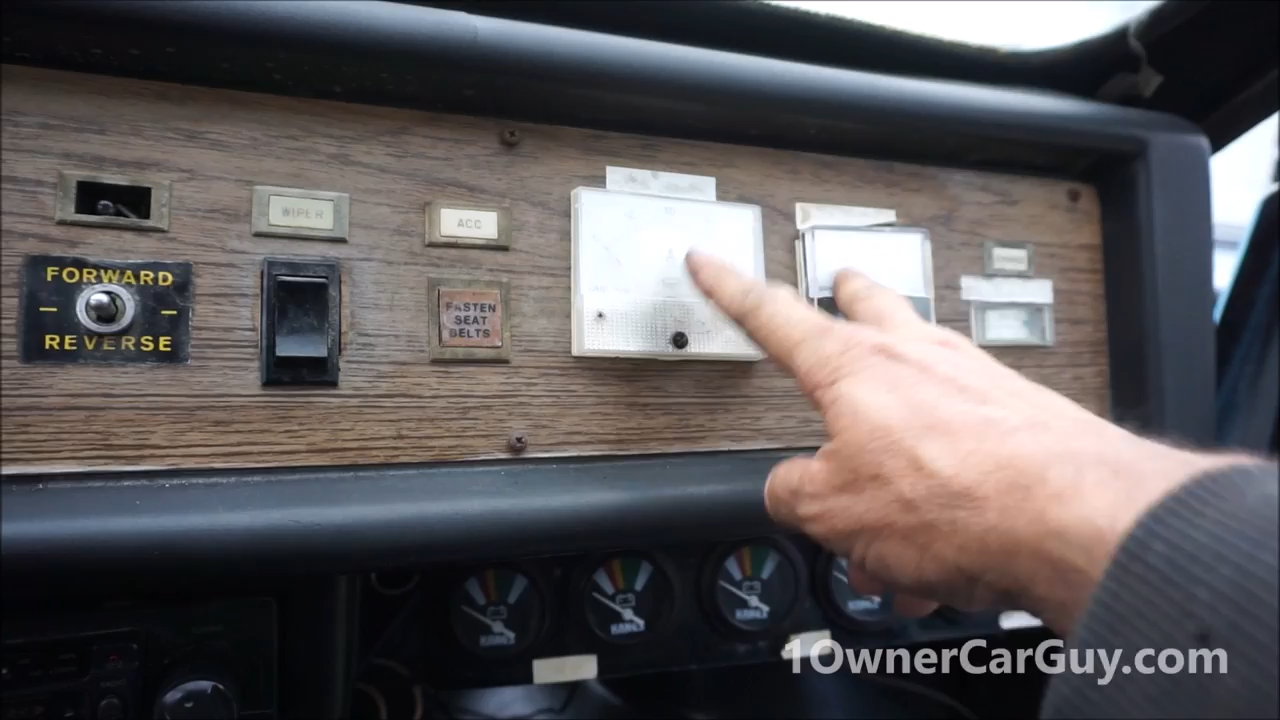 WIPER
ACC
FORWARD
REVERSE
FASTEN
SEAT
BELTS
A
1OwnerCarGuy.com